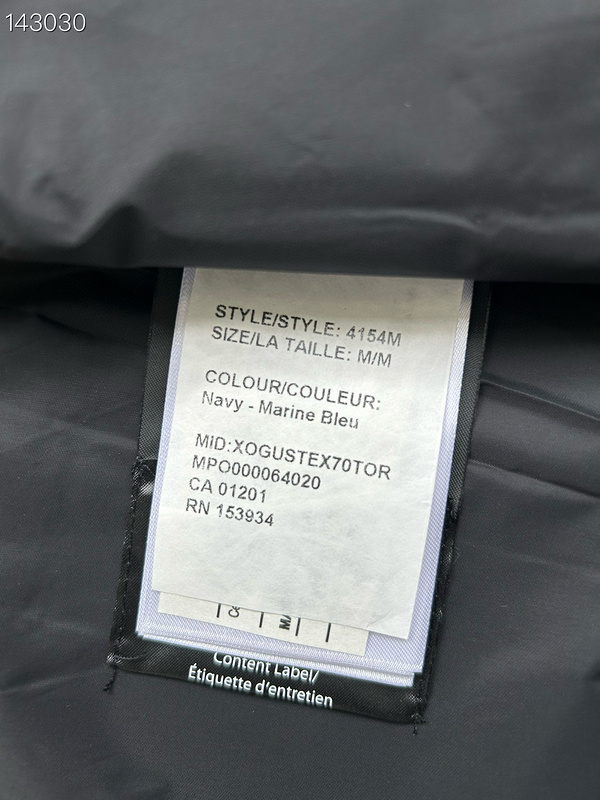 143030
STYLE/STYLE: 4154M
SIZE/LA TAILLE: M/M
COLOUR/COULEUR:
Navy - Marine Bleu
MID:XOGUSTEX70TOR
MPO000064020
CA 01201
RN 153934
Content Label/
Étiquette d'entretien